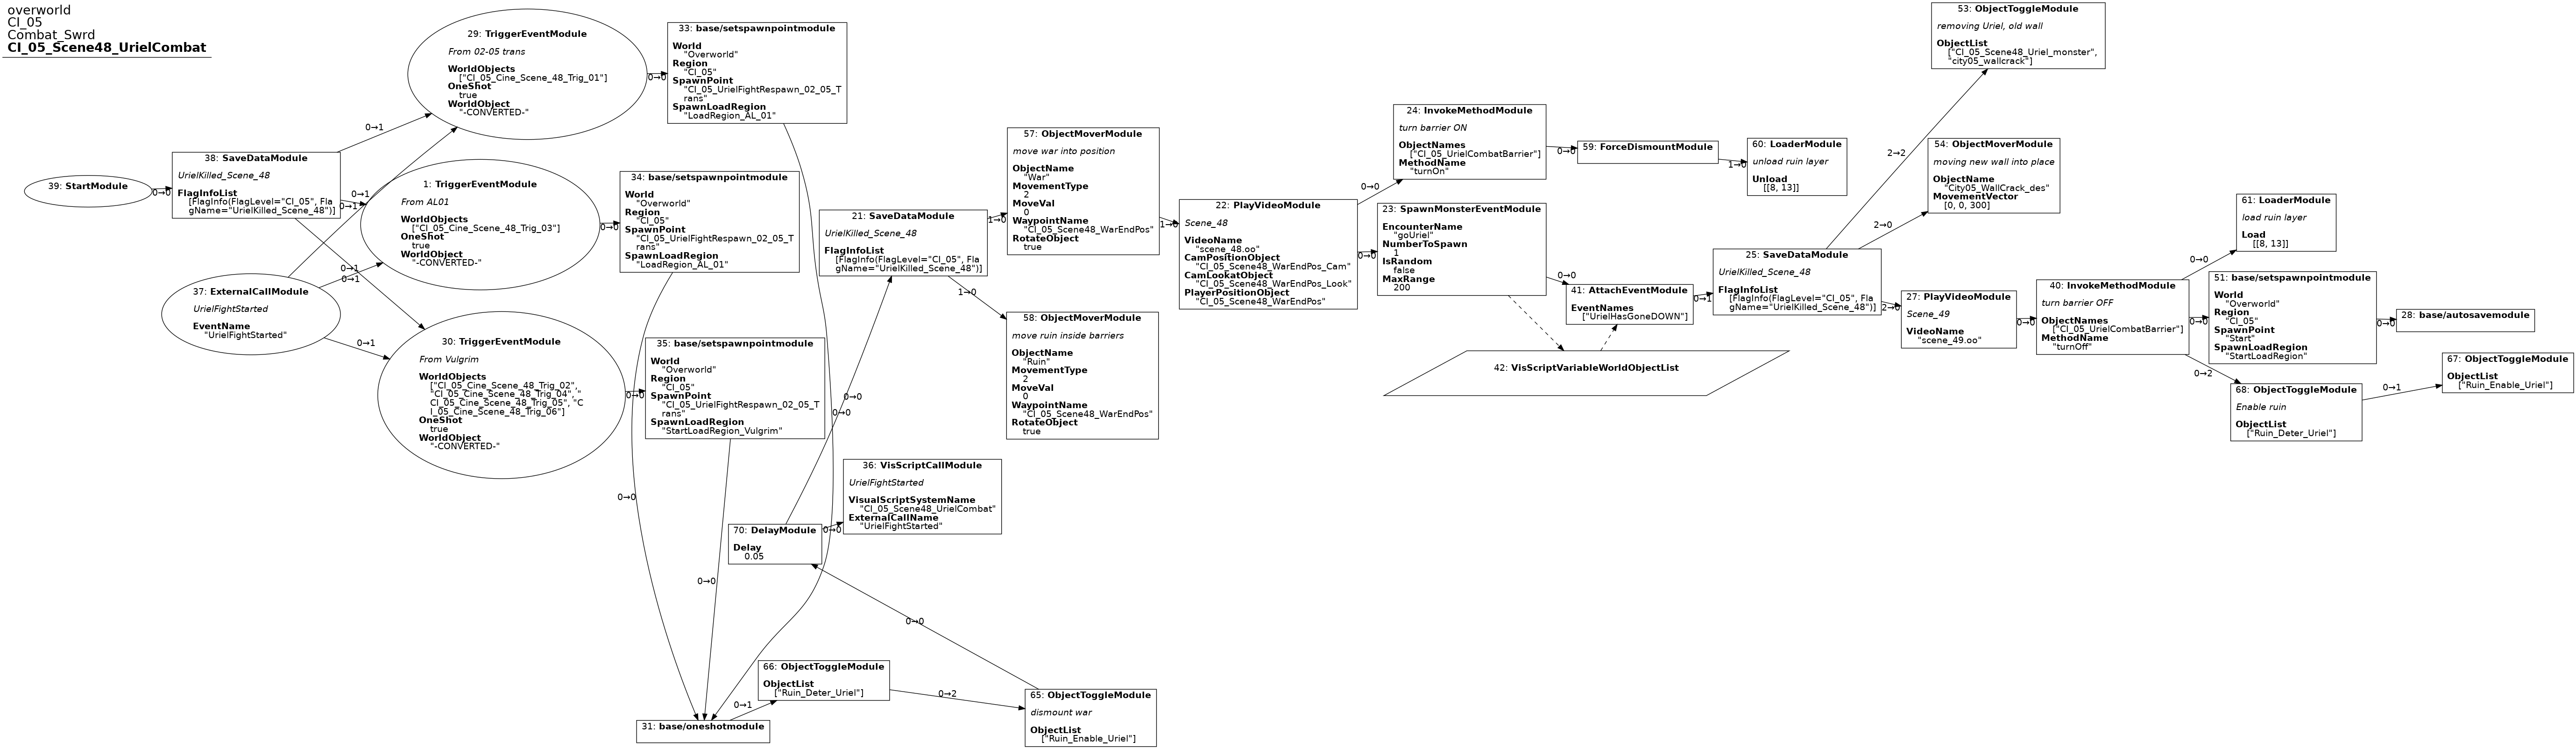 overworld
CI_05
Combat_Swrd
CI_05_Scene48_UrielCombat
39: StartModule
0→0
38: SaveDataModule
UrielKilled_Scene_48
FlagInfoList
[FlagInfo(FlagLevel="CI_05", Fla
gName="UrielKilled_Scene_48")]
0→1
0→1
0→1
37: ExternalCallModule
UrielFightStarted
EventName
"UrielFightStarted"
0→1
0→1
0→1
29: TriggerEventModule
From 02-05 trans
WorldObjects
["CI_05_Cine_Scene_48_Trig_01"]
OneShot
true
WorldObject
"-CONVERTED-"
0→0
1: TriggerEventModule
From AL01
WorldObjects
["CI_05_Cine_Scene_48_Trig_03"]
OneShot
true
WorldObject
"-CONVERTED-"
0→0
30: TriggerEventModule
From Vulgrim
WorldObjects
["CI_05_Cine_Scene_48_Trig_02",
"CI_05_Cine_Scene_48_Trig_04", "
CI_05_Cine_Scene_48_Trig_05", "C
I_05_Cine_Scene_48_Trig_06"]
OneShot
true
WorldObject
"-CONVERTED-"
0→0
33: base/setspawnpointmodule
World
"Overworld"
Region
"CI_05"
SpawnPoint
"CI_05_UrielFightRespawn_02_05_T
rans"
SpawnLoadRegion
"LoadRegion_AL_01"
0→0
34: base/setspawnpointmodule
World
"Overworld"
Region
"CI_05"
SpawnPoint
"CI_05_UrielFightRespawn_02_05_T
rans"
SpawnLoadRegion
"LoadRegion_AL_01"
0→0
35: base/setspawnpointmodule
World
"Overworld"
Region
"CI_05"
SpawnPoint
"CI_05_UrielFightRespawn_02_05_T
rans"
SpawnLoadRegion
"StartLoadRegion_Vulgrim"
0→0
31: base/oneshotmodule
0→1
66: ObjectToggleModule
ObjectList
["Ruin_Deter_Uriel"]
0→2
65: ObjectToggleModule
dismount war
ObjectList
["Ruin_Enable_Uriel"]
0→0
70: DelayModule
Delay
0.05
0→0
0→0
36: VisScriptCallModule
UrielFightStarted
VisualScriptSystemName
"CI_05_Scene48_UrielCombat"
ExternalCallName
"UrielFightStarted"
21: SaveDataModule
UrielKilled_Scene_48
FlagInfoList
[FlagInfo(FlagLevel="CI_05", Fla
gName="UrielKilled_Scene_48")]
1→0
1→0
57: ObjectMoverModule
move war into position
ObjectName
"War"
MovementType
2
MoveVal
0
WaypointName
"CI_05_Scene48_WarEndPos"
RotateObject
true
1→0
58: ObjectMoverModule
move ruin inside barriers
ObjectName
"Ruin"
MovementType
2
MoveVal
0
WaypointName
"CI_05_Scene48_WarEndPos"
RotateObject
true
22: PlayVideoModule
Scene_48
VideoName
"scene_48.oo"
CamPositionObject
"CI_05_Scene48_WarEndPos_Cam"
CamLookatObject
"CI_05_Scene48_WarEndPos_Look"
PlayerPositionObject
"CI_05_Scene48_WarEndPos"
0→0
0→0
24: InvokeMethodModule
turn barrier ON
ObjectNames
["CI_05_UrielCombatBarrier"]
MethodName
"turnOn"
0→0
59: ForceDismountModule
1→0
60: LoaderModule
unload ruin layer
Unload
[[8, 13]]
23: SpawnMonsterEventModule
EncounterName
"goUriel"
NumberToSpawn
1
IsRandom
false
MaxRange
200
0→0
41: AttachEventModule
EventNames
["UrielHasGoneDOWN"]
0→1
42: VisScriptVariableWorldObjectList
25: SaveDataModule
UrielKilled_Scene_48
FlagInfoList
[FlagInfo(FlagLevel="CI_05", Fla
gName="UrielKilled_Scene_48")]
2→2
2→0
2→0
53: ObjectToggleModule
removing Uriel, old wall
ObjectList
["CI_05_Scene48_Uriel_monster",
"city05_wallcrack"]
54: ObjectMoverModule
moving new wall into place
ObjectName
"City05_WallCrack_des"
MovementVector
[0, 0, 300]
27: PlayVideoModule
Scene_49
VideoName
"scene_49.oo"
0→0
40: InvokeMethodModule
turn barrier OFF
ObjectNames
["CI_05_UrielCombatBarrier"]
MethodName
"turnOff"
0→0
0→0
0→2
61: LoaderModule
load ruin layer
Load
[[8, 13]]
51: base/setspawnpointmodule
World
"Overworld"
Region
"CI_05"
SpawnPoint
"Start"
SpawnLoadRegion
"StartLoadRegion"
0→0
28: base/autosavemodule
68: ObjectToggleModule
Enable ruin
ObjectList
["Ruin_Deter_Uriel"]
0→1
67: ObjectToggleModule
ObjectList
["Ruin_Enable_Uriel"]